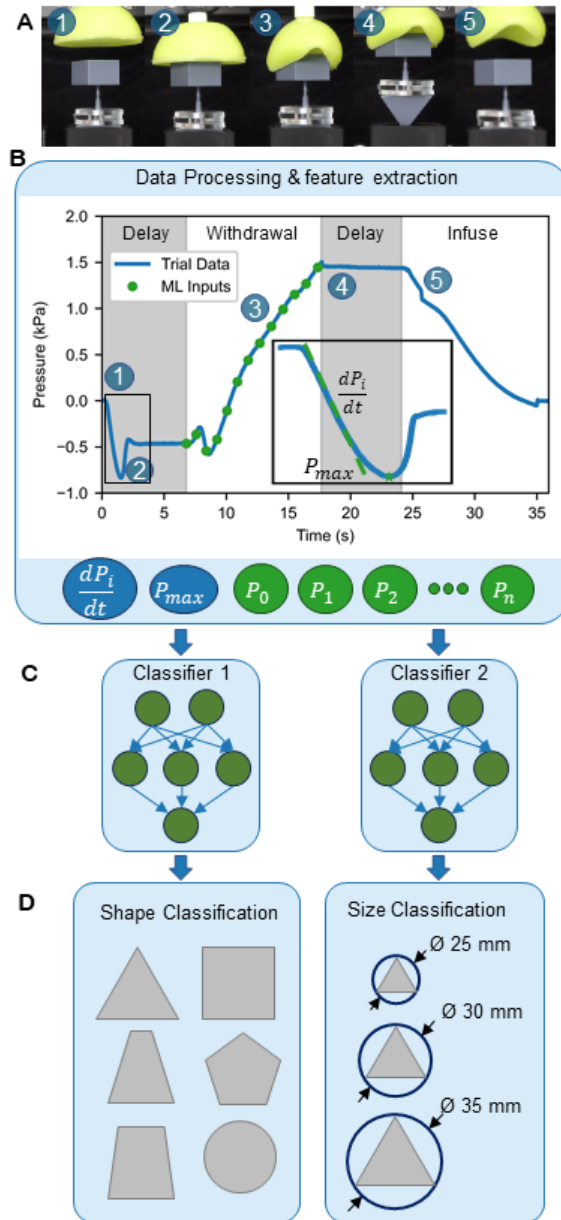 A
1 2 3 4 5
B
Data Processing & feature extraction
Delay Withdrawal Delay Infuse
2.0
1.5
1.0
0.5
0.0
−0.5
−1.0
Pressure (kPa)
Trial Data
ML Inputs
1
2
3
4
5
dP_i
dt
P_max
0 5 10 15 20 25 30 35
Time (s)
dP_i
dt
P_max P_0 P_1 P_2 ••• P_n
C
Classifier 1 Classifier 2
D
Shape Classification Size Classification
Ø 25 mm
Ø 30 mm
Ø 35 mm